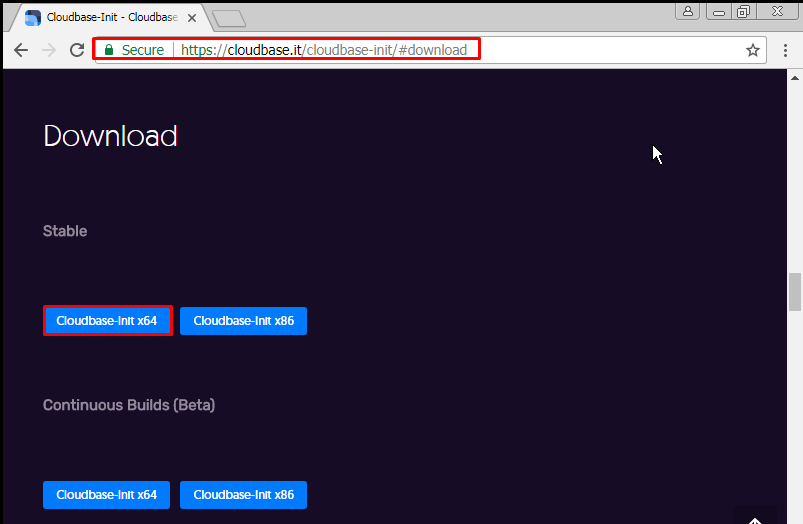 Cloudbase-Init - Cloudbase
Secure https://cloudbase.it/cloudbase-init/#download
Download
Stable
Cloudbase-Init x64 Cloudbase-Init x86
Continuous Builds (Beta)
Cloudbase-Init x64 Cloudbase-Init x86